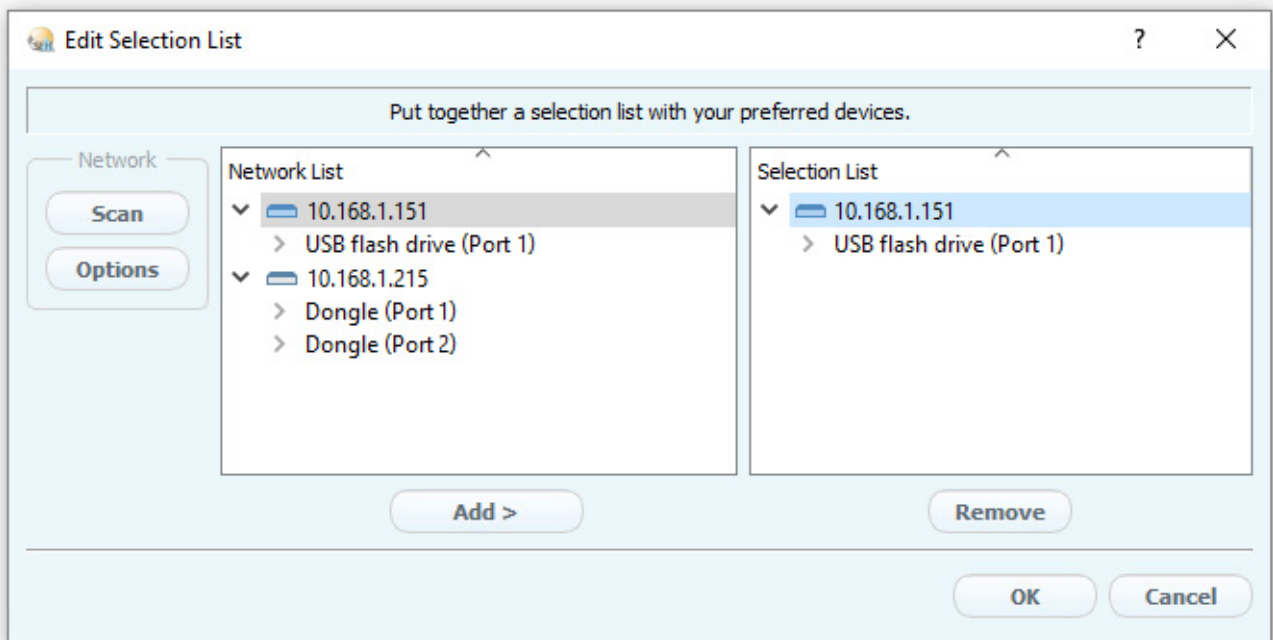 Edit Selection List
?
Put together a selection list with your preferred devices.
Network
Scan
Options
Network List
10.168.1.151
USB flash drive (Port 1)
10.168.1.215
Dongle (Port 1)
Dongle (Port 2)
Add >
Selection List
10.168.1.151
USB flash drive (Port 1)
Remove
OK
Cancel